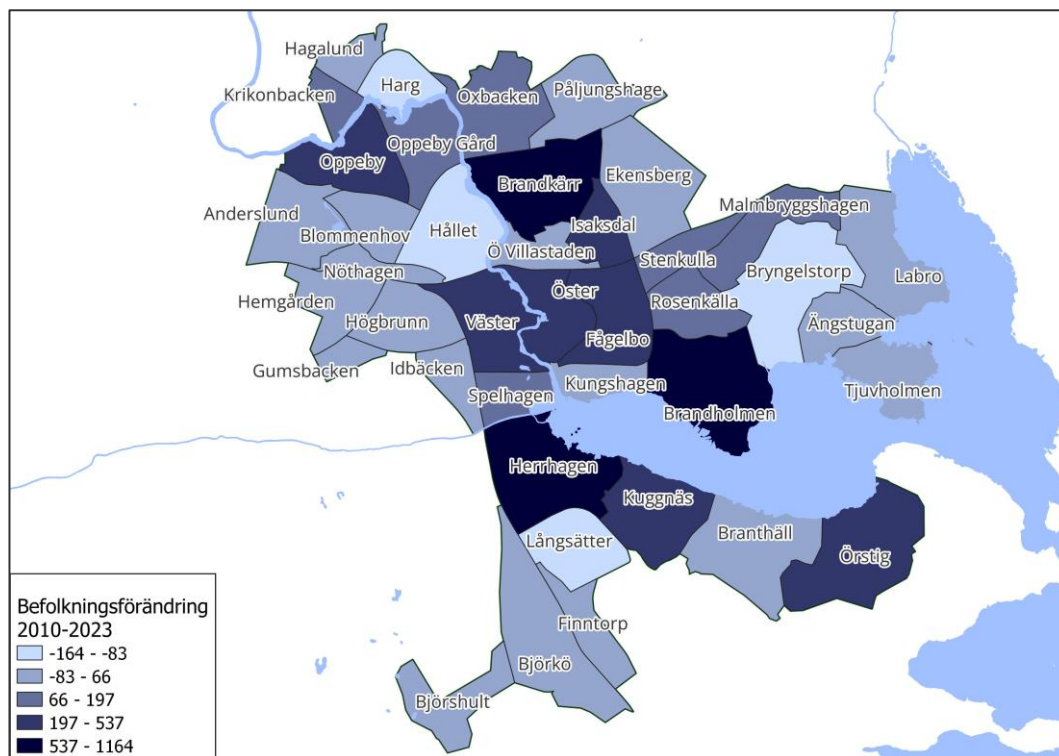 Hagalund
Harg
Krikonbacken
Oxbacken
Påljungshage
Oppeby Gård
Oppeby
Brandkärr
Ekensberg
Anderslund
Malmbryggshagen
Blommenhov
Hållet
Isaksdal
Ö Villastaden
Stenkulla
Nöthagen
Bryngelstorp
Labro
Öster
Rosenkälla
Hemgården
Högbrunn
Väster
Ängstugan
Fågelbo
Gumsbacken
Idbäcken
Kungshagen
Tjuvholmen
Spelhagen
Brandholmen
Herrhagen
Kuggnäs
Branthäll
Långsätter
Örstig
Finntorp
Björkö
Björshult
Befolkningsförändring
2010-2023
-164 - -83
-83 - 66
66 - 197
197 - 537
537 - 1164